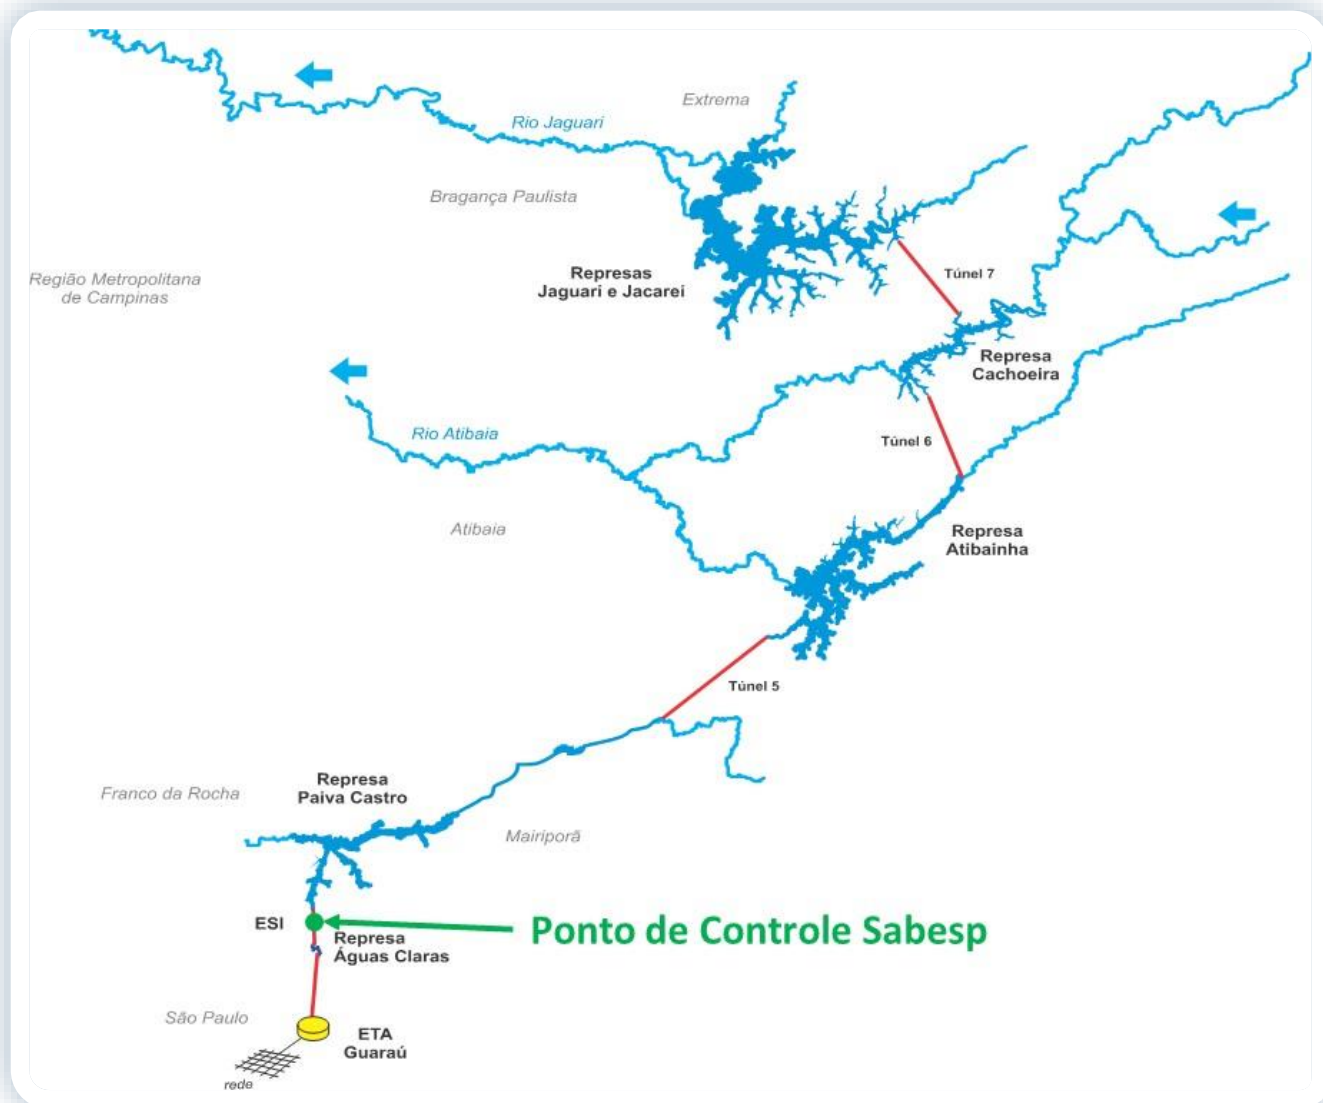 Extrema
Rio Jaguari
Bragança Paulista
Região Metropolitana
de Campinas
Represas
Jaguari e Jacarei
Túnel 7
Represa
Cachoeira
Rio Atibaia
Túnel 6
Atibaia
Represa
Atibainha
Túnel 5
Represa
Paiva Castro
Franco da Rocha
Mairiporã
ESI
Ponto de Controle Sabesp
Represa
Águas Claras
São Paulo
ETA
Guaraú
rede